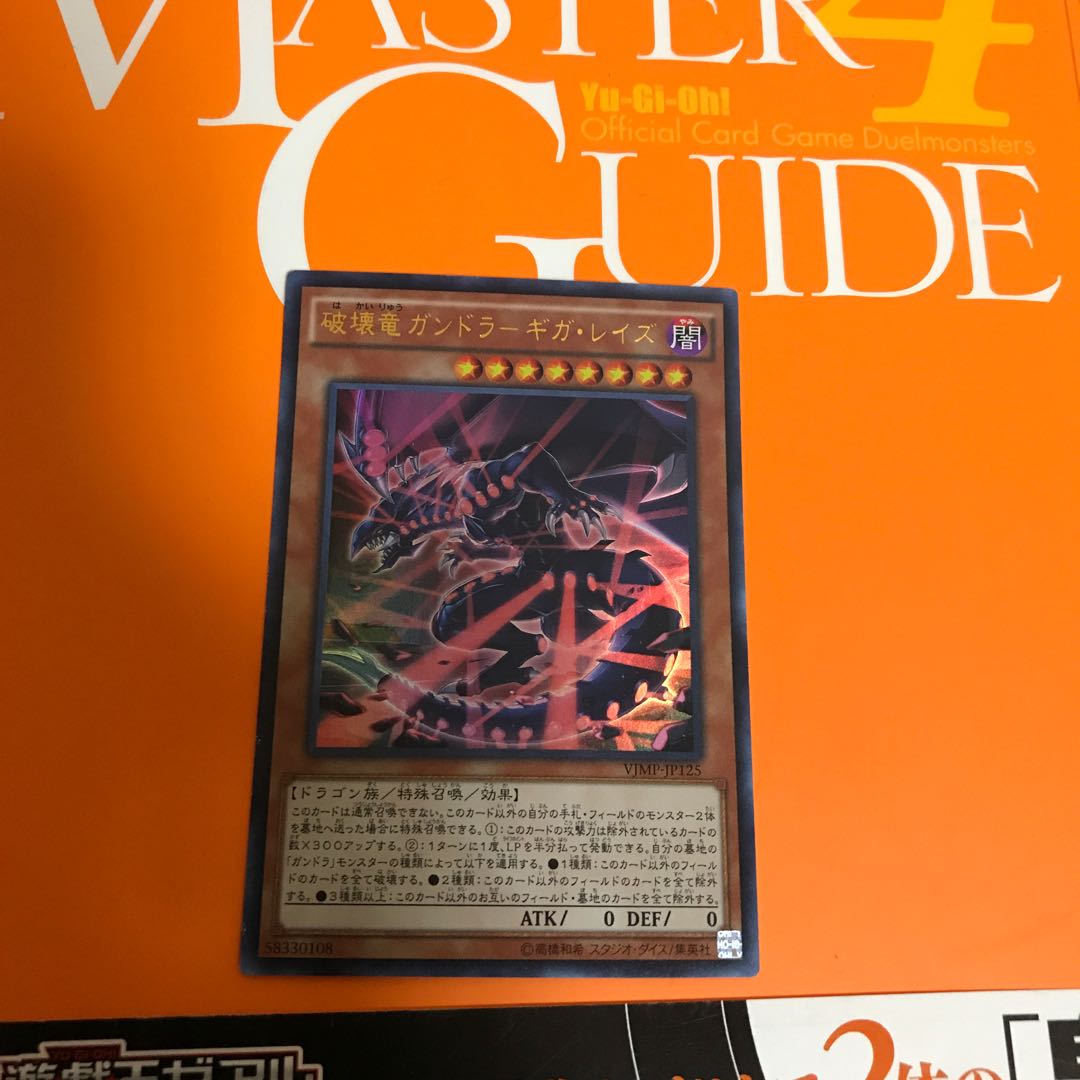 MASTER 4
Yu-Gi-Oh!
Official Card Game Duelmonsters
GUIDE
は かい りゅう
破壊竜 ガンドラーギガ・レイズ
やみ
闇
VJMP-JP125
【ドラゴン族／特殊召喚／効果】
このカードは通常召喚できない。このカード以外の自分の手札・フィールドのモンスター2体
を墓地へ送った場合に特殊召喚できる。①：このカードの攻撃力は除外されているカードの
数×300アップする。②：1ターンに1度、LPを半分払って発動できる。自分の墓地の
「ガンドラ」モンスターの種類によって以下を適用する。●1種類：このカード以外のフィール
ドのカードを全て破壊する。●2種類：このカード以外のフィールドのカードを全て除外
する。●3種類以上：このカード以外のお互いのフィールド・墓地のカードを全て除外する。
ATK/ 0 DEF/ 0
58330108
©高橋和希 スタジオ・ダイス/集英社
YU-GI-OH!
遊戯王デュアル
2体の